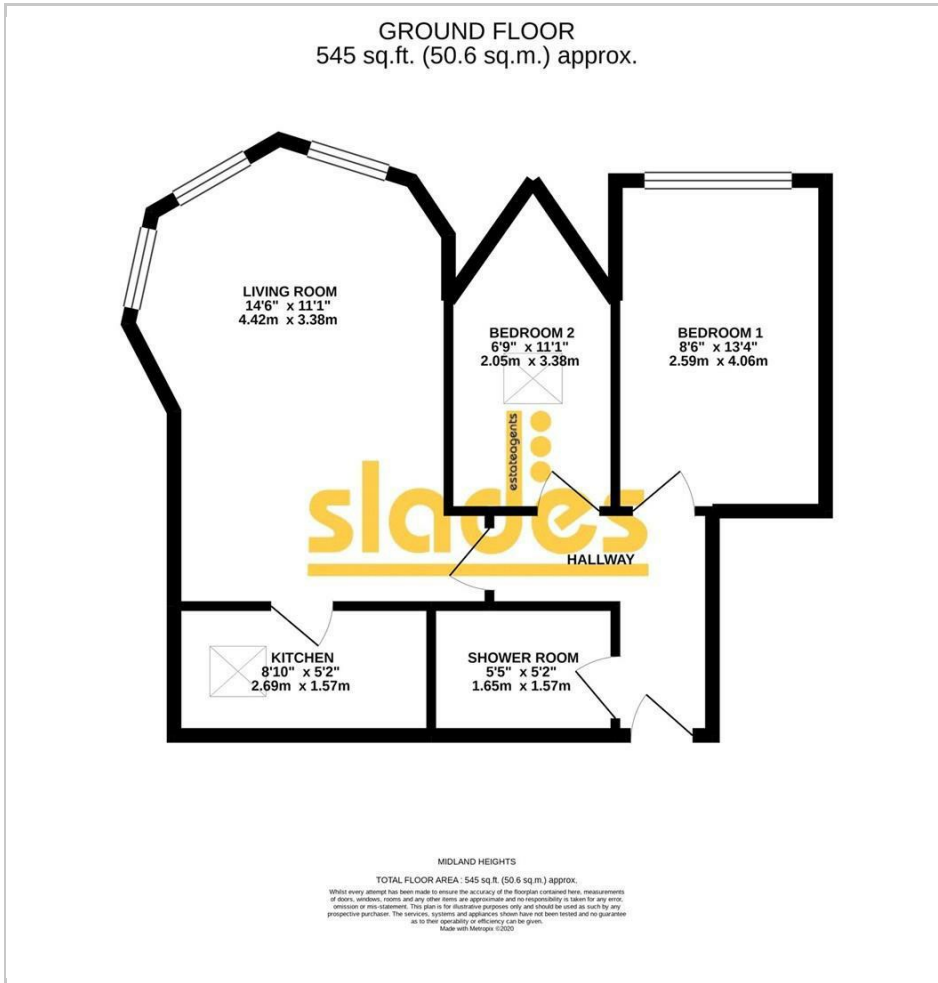 GROUND FLOOR
545 sq.ft. (50.6 sq.m.) approx.
LIVING ROOM
14'6" x 11'1"
4.42m x 3.38m
BEDROOM 2
6'9" x 11'1"
2.05m x 3.38m
BEDROOM 1
8'6" x 13'4"
2.59m x 4.06m
estateagents
slades
HALLWAY
KITCHEN
8'10" x 5'2"
2.69m x 1.57m
SHOWER ROOM
5'5" x 5'2"
1.65m x 1.57m
MIDLAND HEIGHTS
TOTAL FLOOR AREA : 545 sq.ft. (50.6 sq.m.) approx.
Whilst every attempt has been made to ensure the accuracy of the floorplan contained here, measurements
of doors, windows, rooms and any other items are approximate and no responsibility is taken for any error,
omission or mis-statement. This plan is for illustrative purposes only and should be used as such by any
prospective purchaser. The services, systems and appliances shown have not been tested and no guarantee
as to their operability or efficiency can be given.
Made with Metropix ©2020